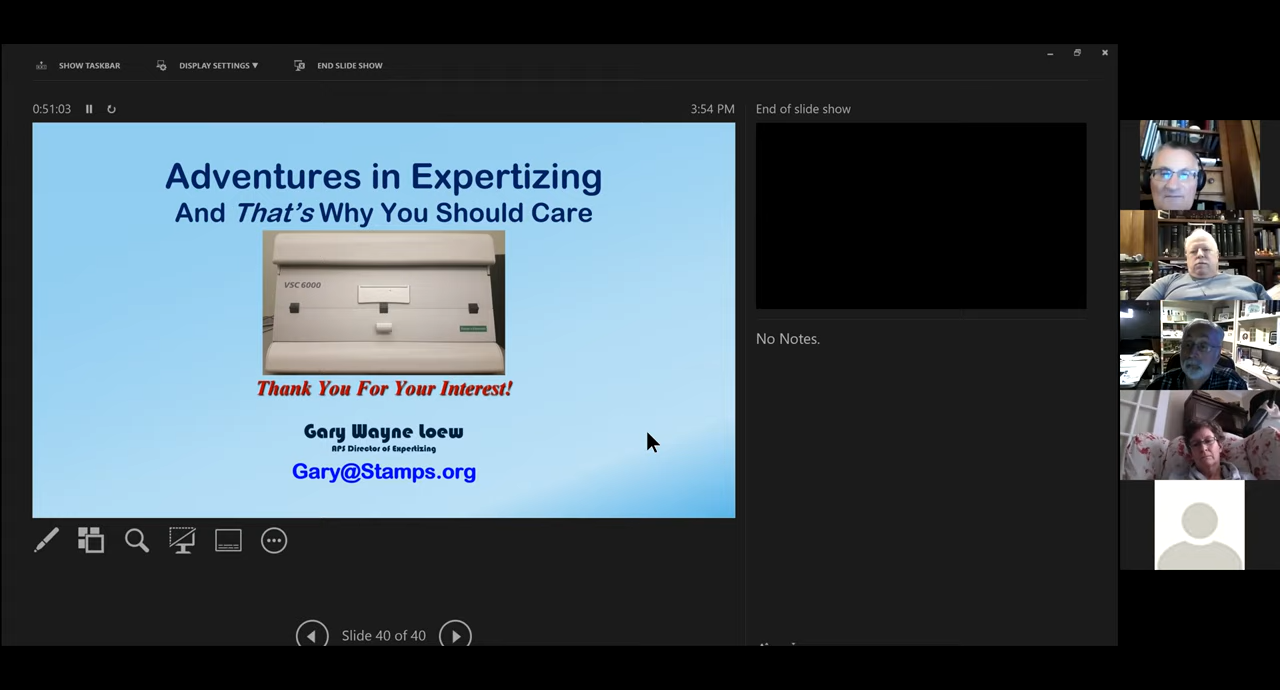 SHOW TASKBAR
DISPLAY SETTINGS ▼
END SLIDE SHOW
0:51:03
3:54 PM
End of slide show
Adventures in Expertizing
And That's Why You Should Care
VSC 6000
Thank You For Your Interest!
Gary Wayne Loew
APS Director of Expertizing
Gary@Stamps.org
No Notes.
Slide 40 of 40